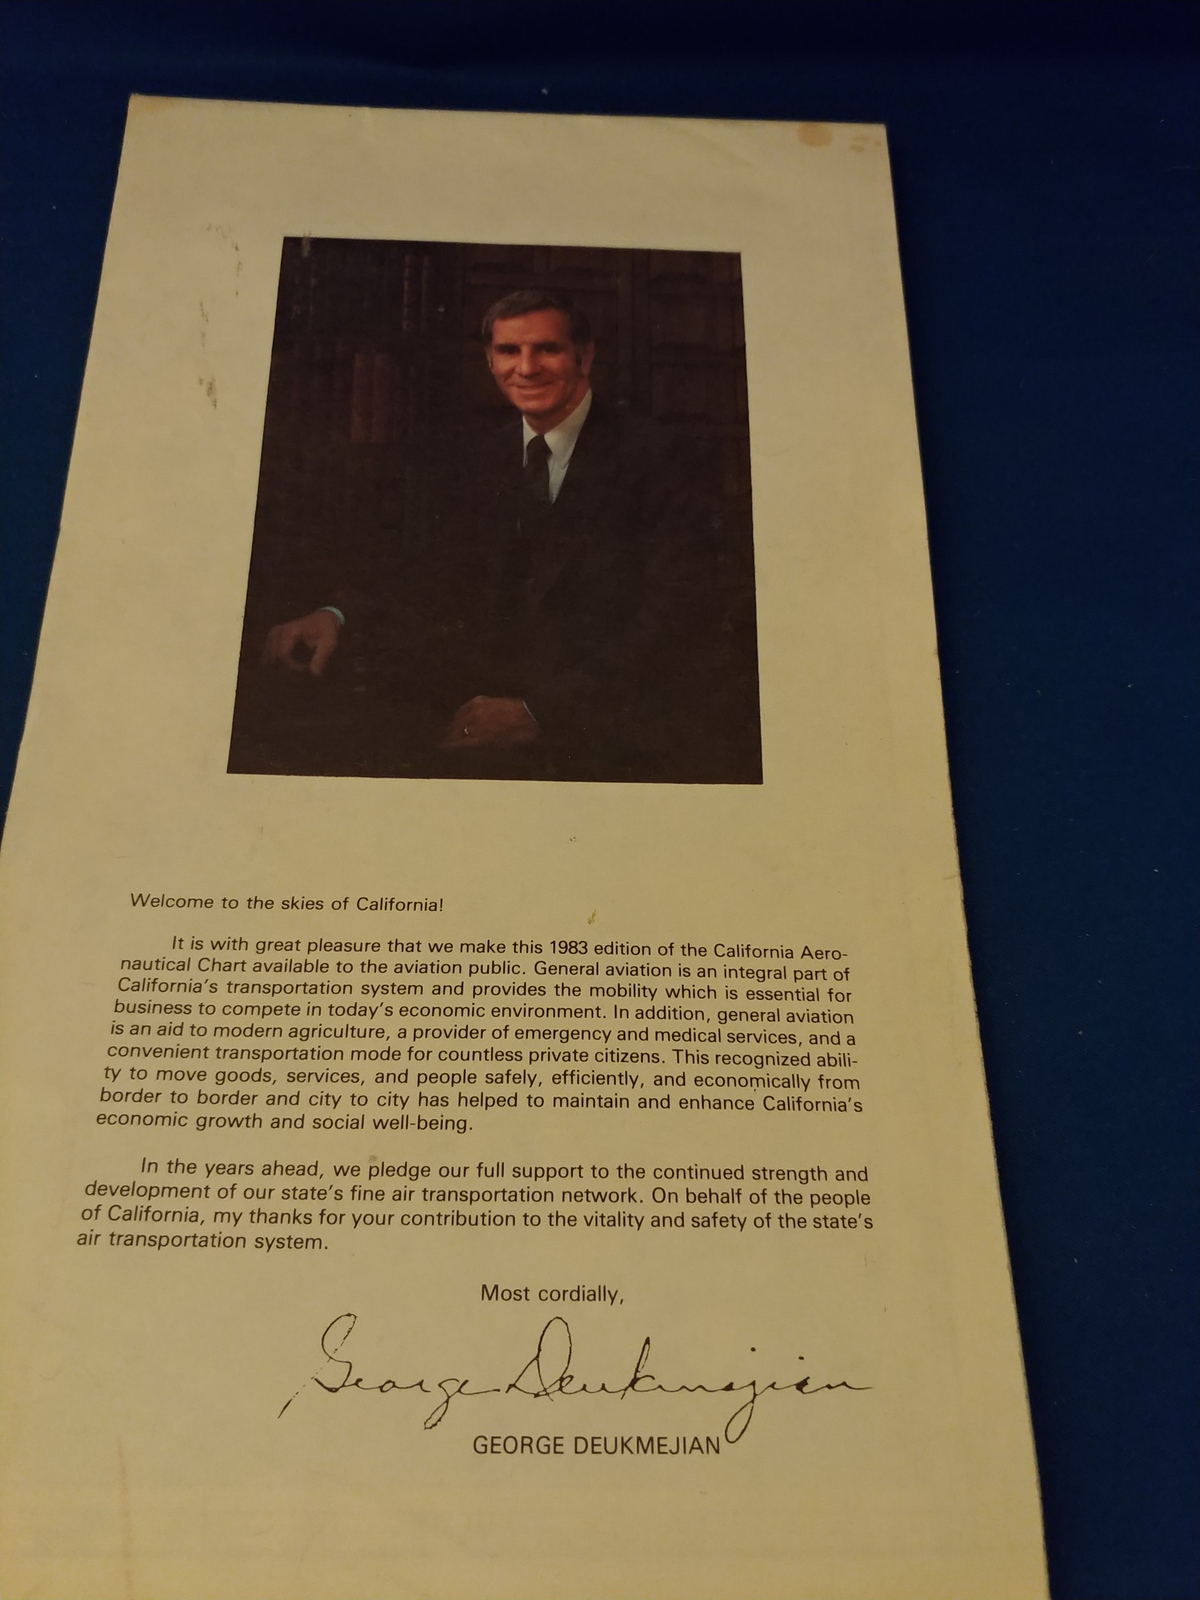 Welcome to the skies of California!
It is with great pleasure that we make this 1983 edition of the California Aero-
nautical Chart available to the aviation public. General aviation is an integral part of
California's transportation system and provides the mobility which is essential for
business to compete in today's economic environment. In addition, general aviation
is an aid to modern agriculture, a provider of emergency and medical services, and a
convenient transportation mode for countless private citizens. This recognized abili-
ty to move goods, services, and people safely, efficiently, and economically from
border to border and city to city has helped to maintain and enhance California's
economic growth and social well-being.
In the years ahead, we pledge our full support to the continued strength and
development of our state's fine air transportation network. On behalf of the people
of California, my thanks for your contribution to the vitality and safety of the state's
air transportation system.
Most cordially,
George Deukmejian
GEORGE DEUKMEJIAN